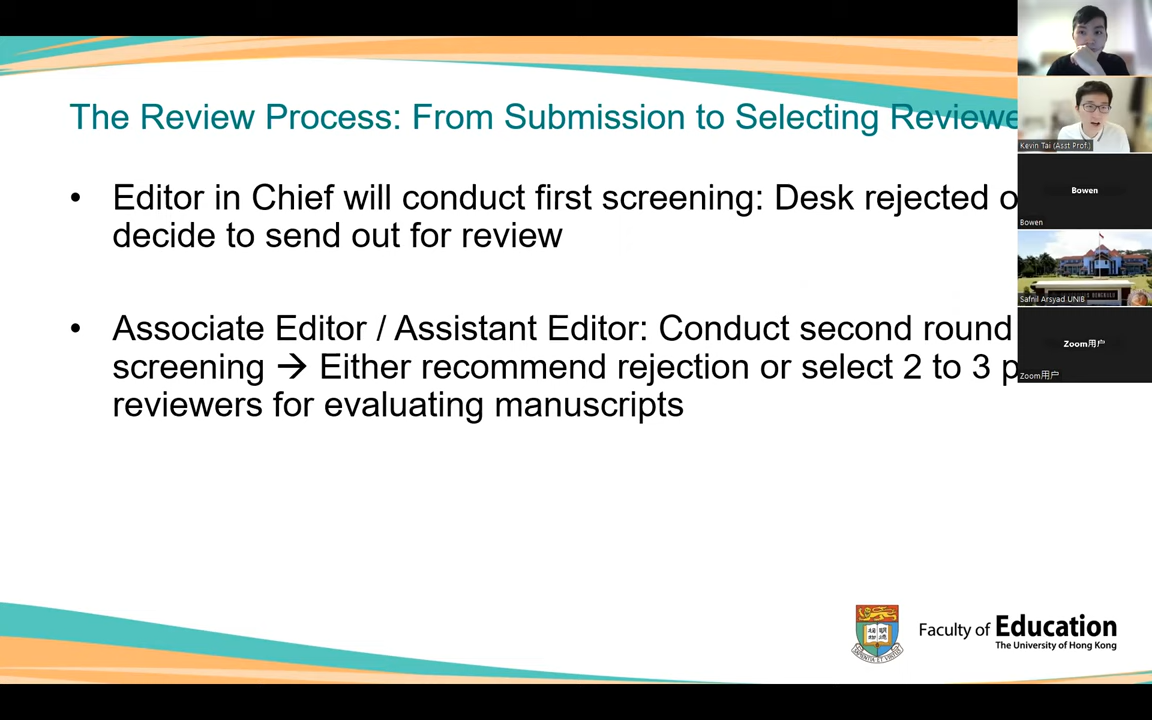 The Review Process: From Submission to Selecting Reviewe
• Editor in Chief will conduct first screening: Desk rejected o
decide to send out for review
• Associate Editor / Assistant Editor: Conduct second round
screening → Either recommend rejection or select 2 to 3 p
reviewers for evaluating manuscripts
Kevin Tai (Asst Prof.)
Bowen
Bowen
Safnil Arsyad UNIB
Zoom用户
Zoom用户
Faculty of Education
The University of Hong Kong